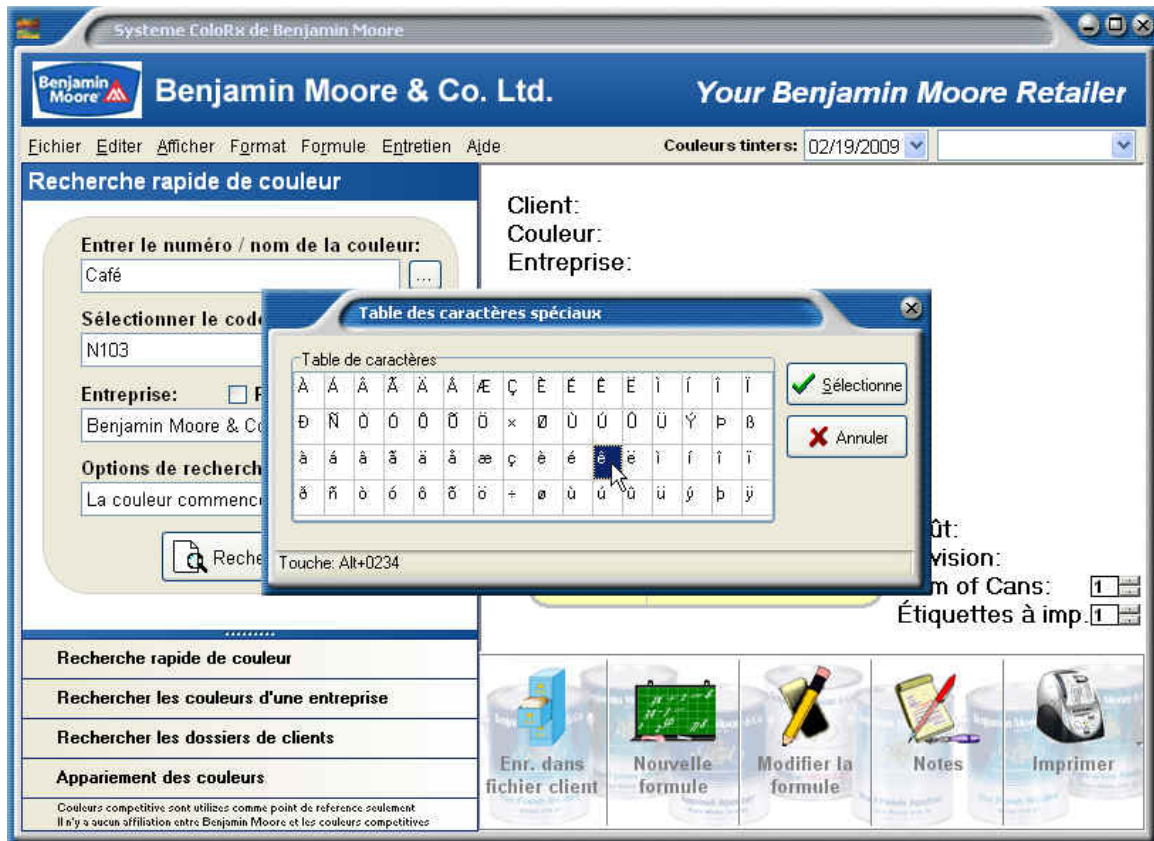 Systeme ColoRx de Benjamin Moore
Benjamin Moore
Benjamin Moore & Co. Ltd.
Your Benjamin Moore Retailer
Fichier Editer Afficher Format Formule Entretien Ajde
Couleurs tinters: 02/19/2009
Recherche rapide de couleur
Entrer le numéro / nom de la couleur:
Café
...
Sélectionner le code
N103
Entreprise:
Benjamin Moore & Co
Options de recherch
La couleur commence
Reche
Client:
Couleur:
Entreprise:
Table des caractères spéciaux
Table de caractères
À Á Â Ã Ä Å Æ Ç È É Ê Ë Ì Í Î Ï
Ð Ñ Ò Ó Ô Õ Ö × Ø Ù Ú Û Ü Ý Þ ß
à á â ã ä å æ ç è é ê ë ì í î ï
ð ñ ò ó ô õ ö ÷ ø ù ú û ü ý þ ÿ
Sélectionne
Annuler
Touche: Alt+0234
ût:
vision:
m of Cans: 1
Étiquettes à imp. 1
Recherche rapide de couleur
Rechercher les couleurs d'une entreprise
Rechercher les dossiers de clients
Appariement des couleurs
Couleurs competitive sont utilizes comme point de reference seulement
Il n'y a aucun affiliation entre Benjamin Moore et les couleurs competitives
Enr. dans
fichier client
Nouvelle
formule
Modifier la
formule
Notes
Imprimer